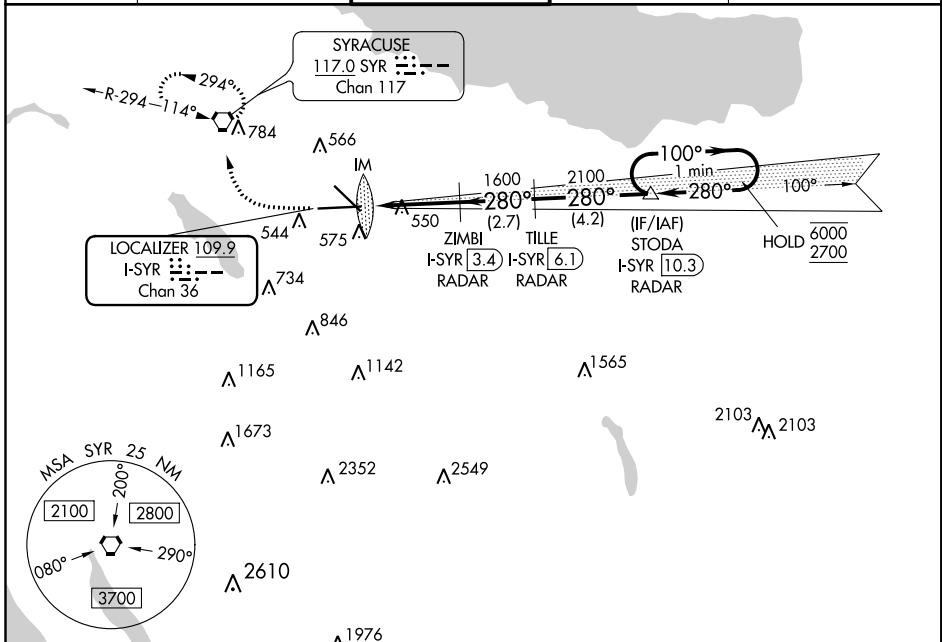 SYRACUSE
117.0 SYR
Chan 117
294°
R-294
114°
784
566
IM
100°
1 min
1600
2100
280°
280°
280°
100°
(2.7)
(4.2)
544
575
550
ZIMBI
I-SYR 3.4
RADAR
TILLE
I-SYR 6.1
RADAR
(IF/IAF)
STODA
I-SYR 10.3
RADAR
HOLD 6000
2700
LOCALIZER 109.9
I-SYR
Chan 36
734
846
1165
1142
1565
1673
2103
2103
2352
2549
MSA SYR 25 NM
200°
2100
2800
080°
290°
3700
2610
1976